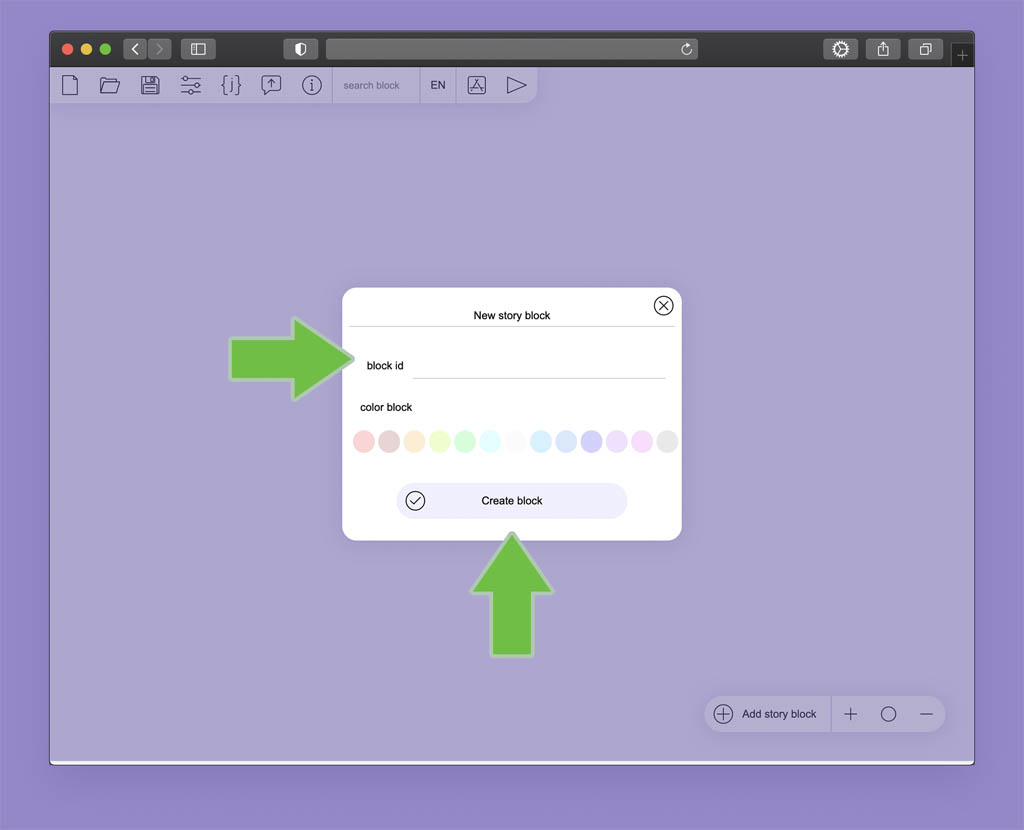 search block
EN
New story block
block id
color block
Create block
Add story block